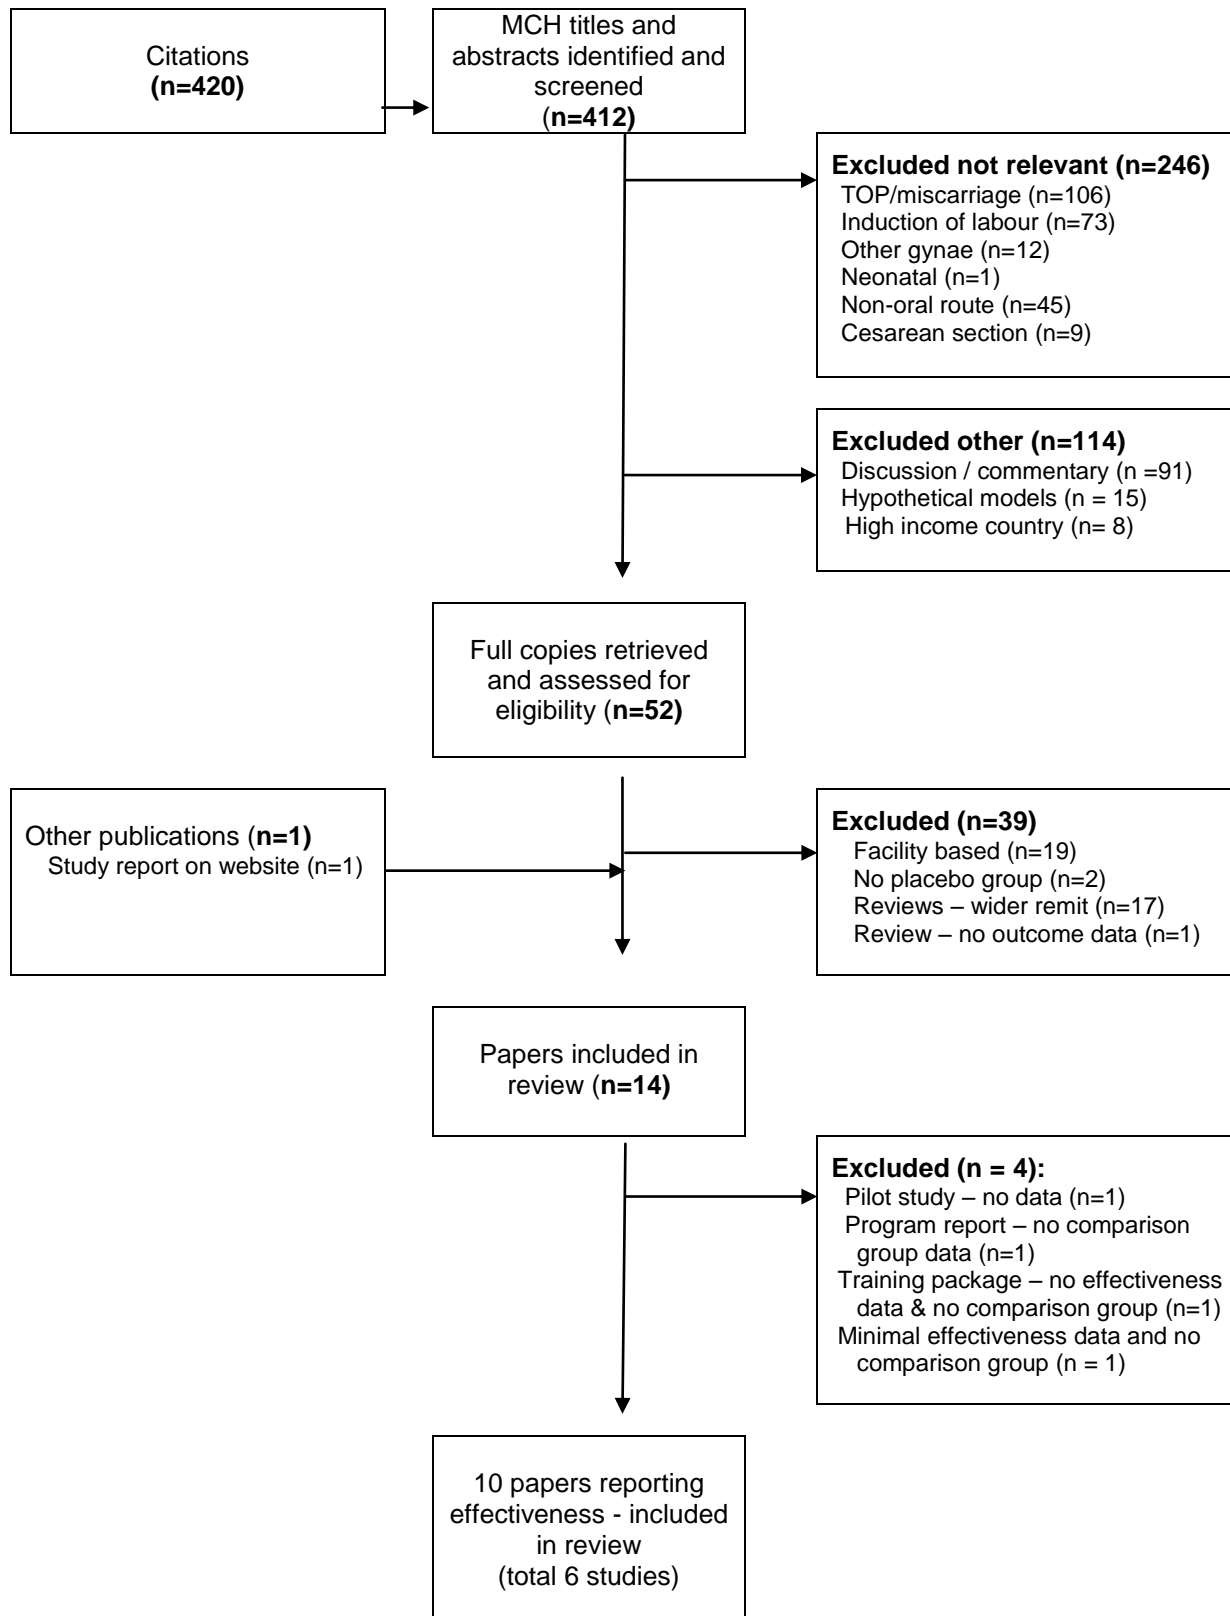 Citations
(n=420)
MCH titles and
abstracts identified and
screened
(n=412)
Excluded not relevant (n=246)
TOP/miscarriage (n=106)
Induction of labour (n=73)
Other gynae (n=12)
Neonatal (n=1)
Non-oral route (n=45)
Cesarean section (n=9)
Excluded other (n=114)
Discussion / commentary (n =91)
Hypothetical models (n = 15)
High income country (n= 8)
Full copies retrieved
and assessed for
eligibility (n=52)
Other publications (n=1)
Study report on website (n=1)
Excluded (n=39)
Facility based (n=19)
No placebo group (n=2)
Reviews – wider remit (n=17)
Review – no outcome data (n=1)
Papers included in
review (n=14)
Excluded (n = 4):
Pilot study – no data (n=1)
Program report – no comparison
group data (n=1)
Training package – no effectiveness
data & no comparison group (n=1)
Minimal effectiveness data and no
comparison group (n = 1)
10 papers reporting
effectiveness - included
in review
(total 6 studies)